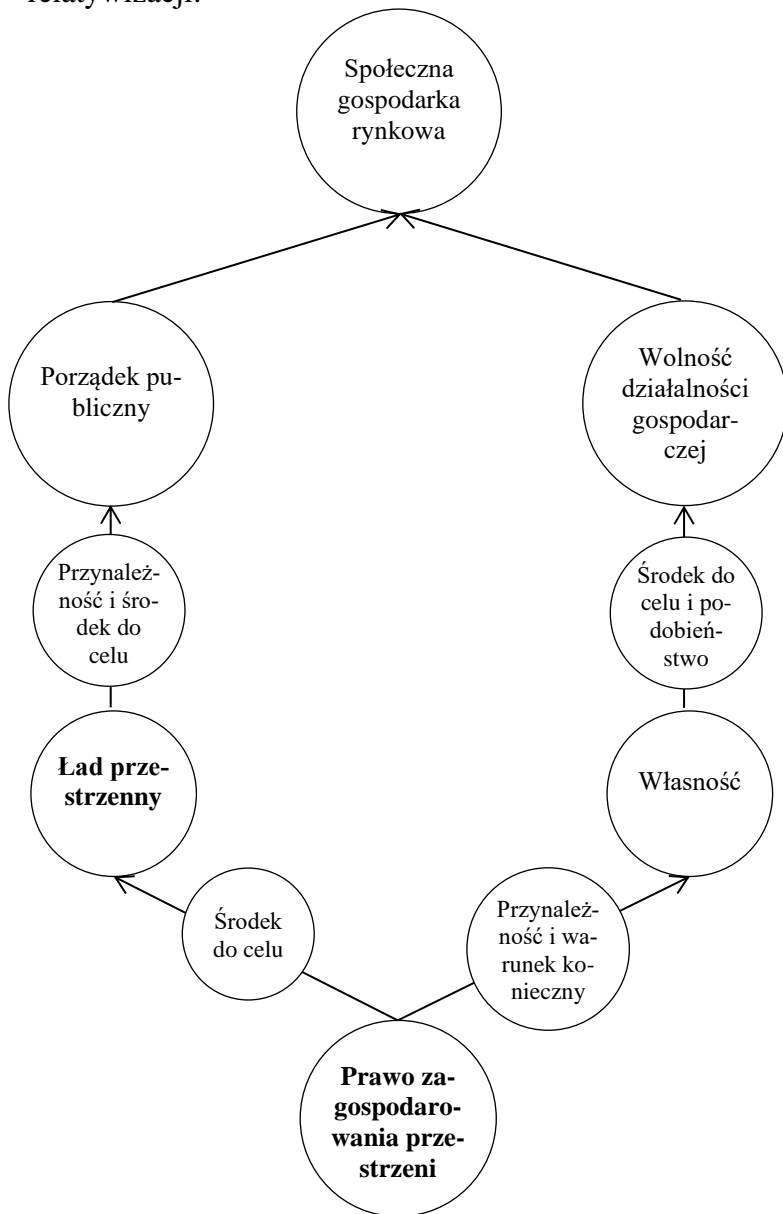 relatywizacji.
Społeczna
gospodarka
rynkowa
Porządek pu-
bliczny
Wolność
działalności
gospodar-
czej
Przynależ-
ność i śro-
dek do
celu
Środek do
celu i po-
dobień-
stwo
Ład prze-
strzenny
Własność
Środek
do celu
Przynależ-
ność i wa-
runek ko-
nieczny
Prawo za-
gospodaro-
wania prze-
strzeni